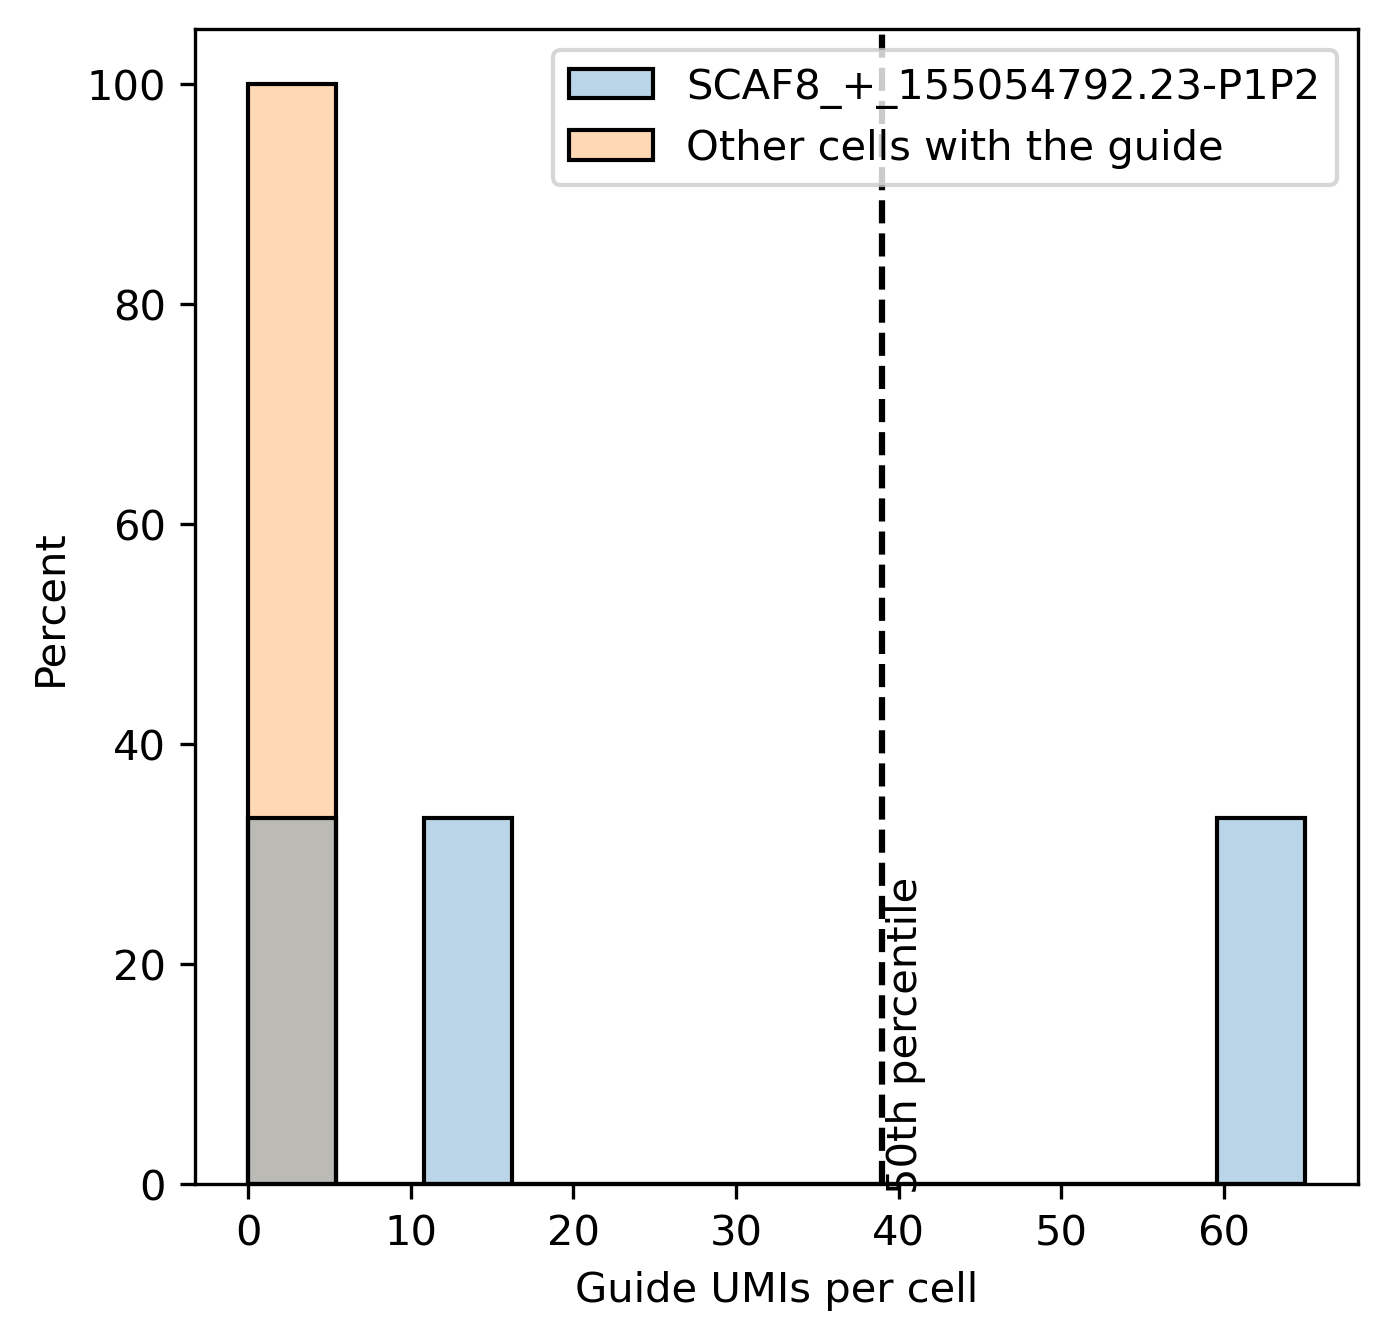 SCAF8_+_155054792.23-P1P2
Other cells with the guide
100
80
60
40
20
0
Percent
50th percentile
0 10 20 30 40 50 60
Guide UMIs per cell